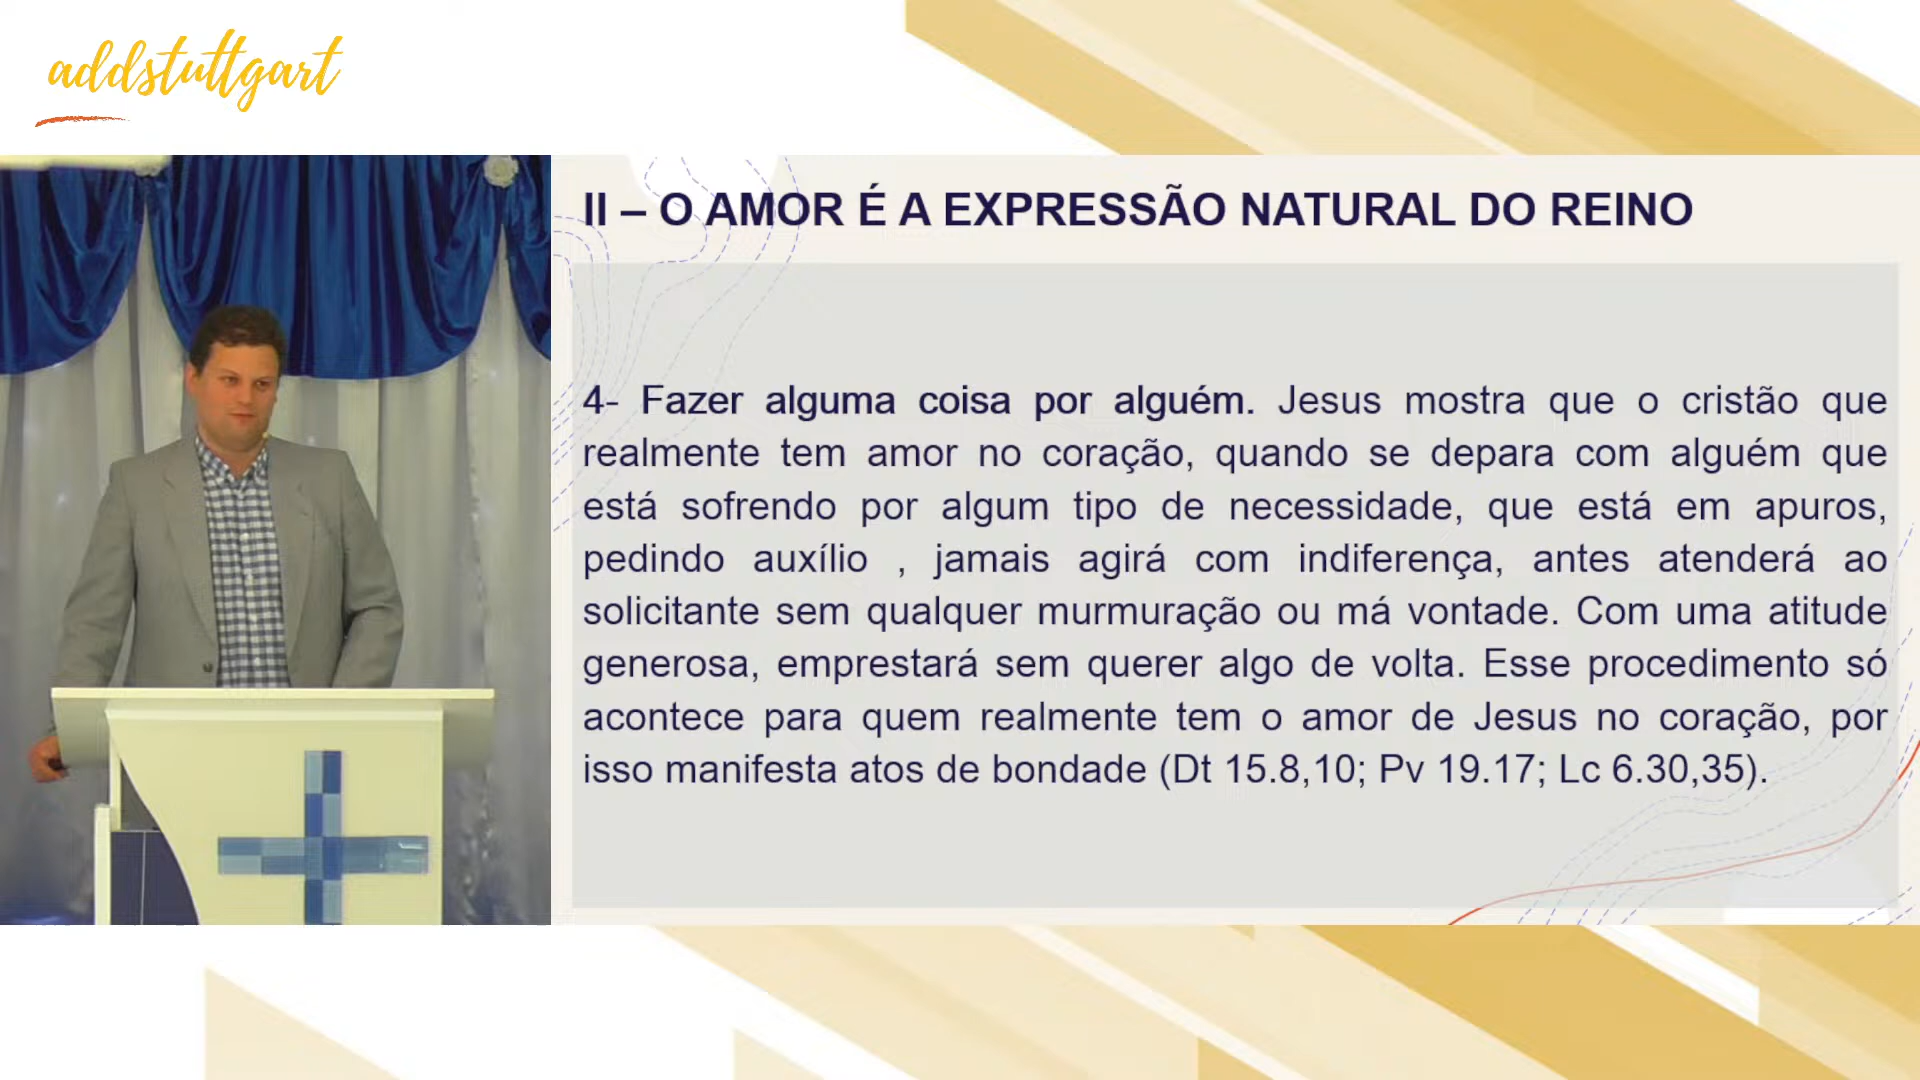 addstuttgart
II – O AMOR É A EXPRESSÃO NATURAL DO REINO
4- Fazer alguma coisa por alguém. Jesus mostra que o cristão que
realmente tem amor no coração, quando se depara com alguém que
está sofrendo por algum tipo de necessidade, que está em apuros,
pedindo auxílio , jamais agirá com indiferença, antes atenderá ao
solicitante sem qualquer murmuração ou má vontade. Com uma atitude
generosa, emprestará sem querer algo de volta. Esse procedimento só
acontece para quem realmente tem o amor de Jesus no coração, por
isso manifesta atos de bondade (Dt 15.8,10; Pv 19.17; Lc 6.30,35).